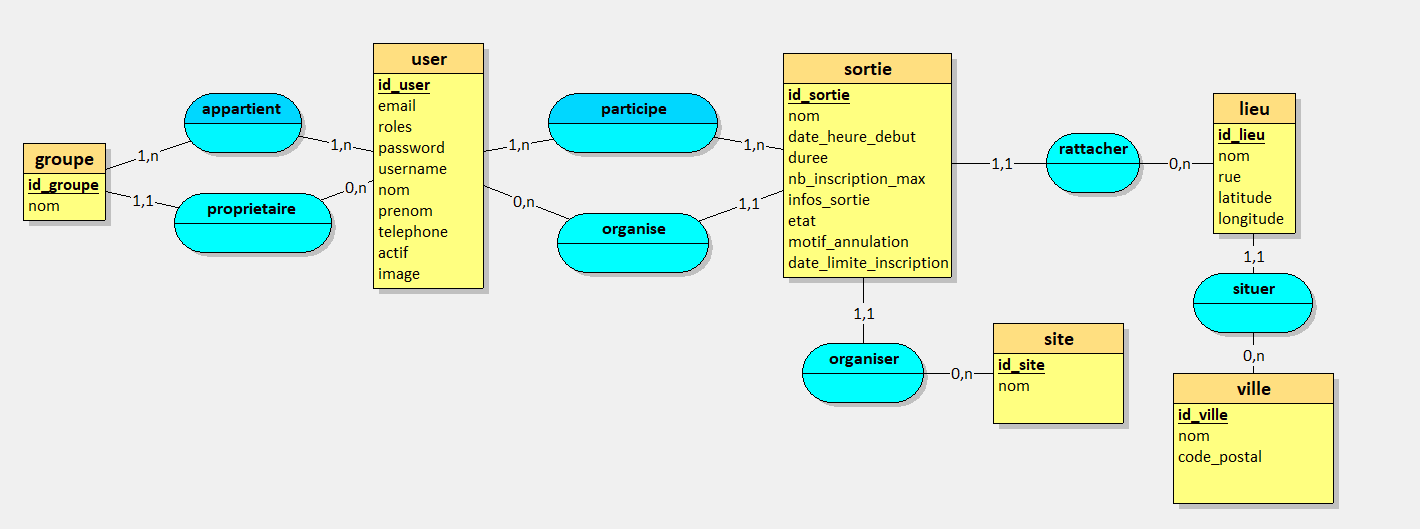 groupe
id_groupe
nom
appartient
1,n
1,n
proprietaire
1,1
0,n
user
id_user
email
roles
password
username
nom
prenom
telephone
actif
image
participe
1,n
1,n
organise
0,n
1,1
sortie
id_sortie
nom
date_heure_debut
duree
nb_inscription_max
infos_sortie
etat
motif_annulation
date_limite_inscription
1,1
rattacher
0,n
lieu
id_lieu
nom
rue
latitude
longitude
1,1
situer
0,n
1,1
organiser
0,n
site
id_site
nom
ville
id_ville
nom
code_postal